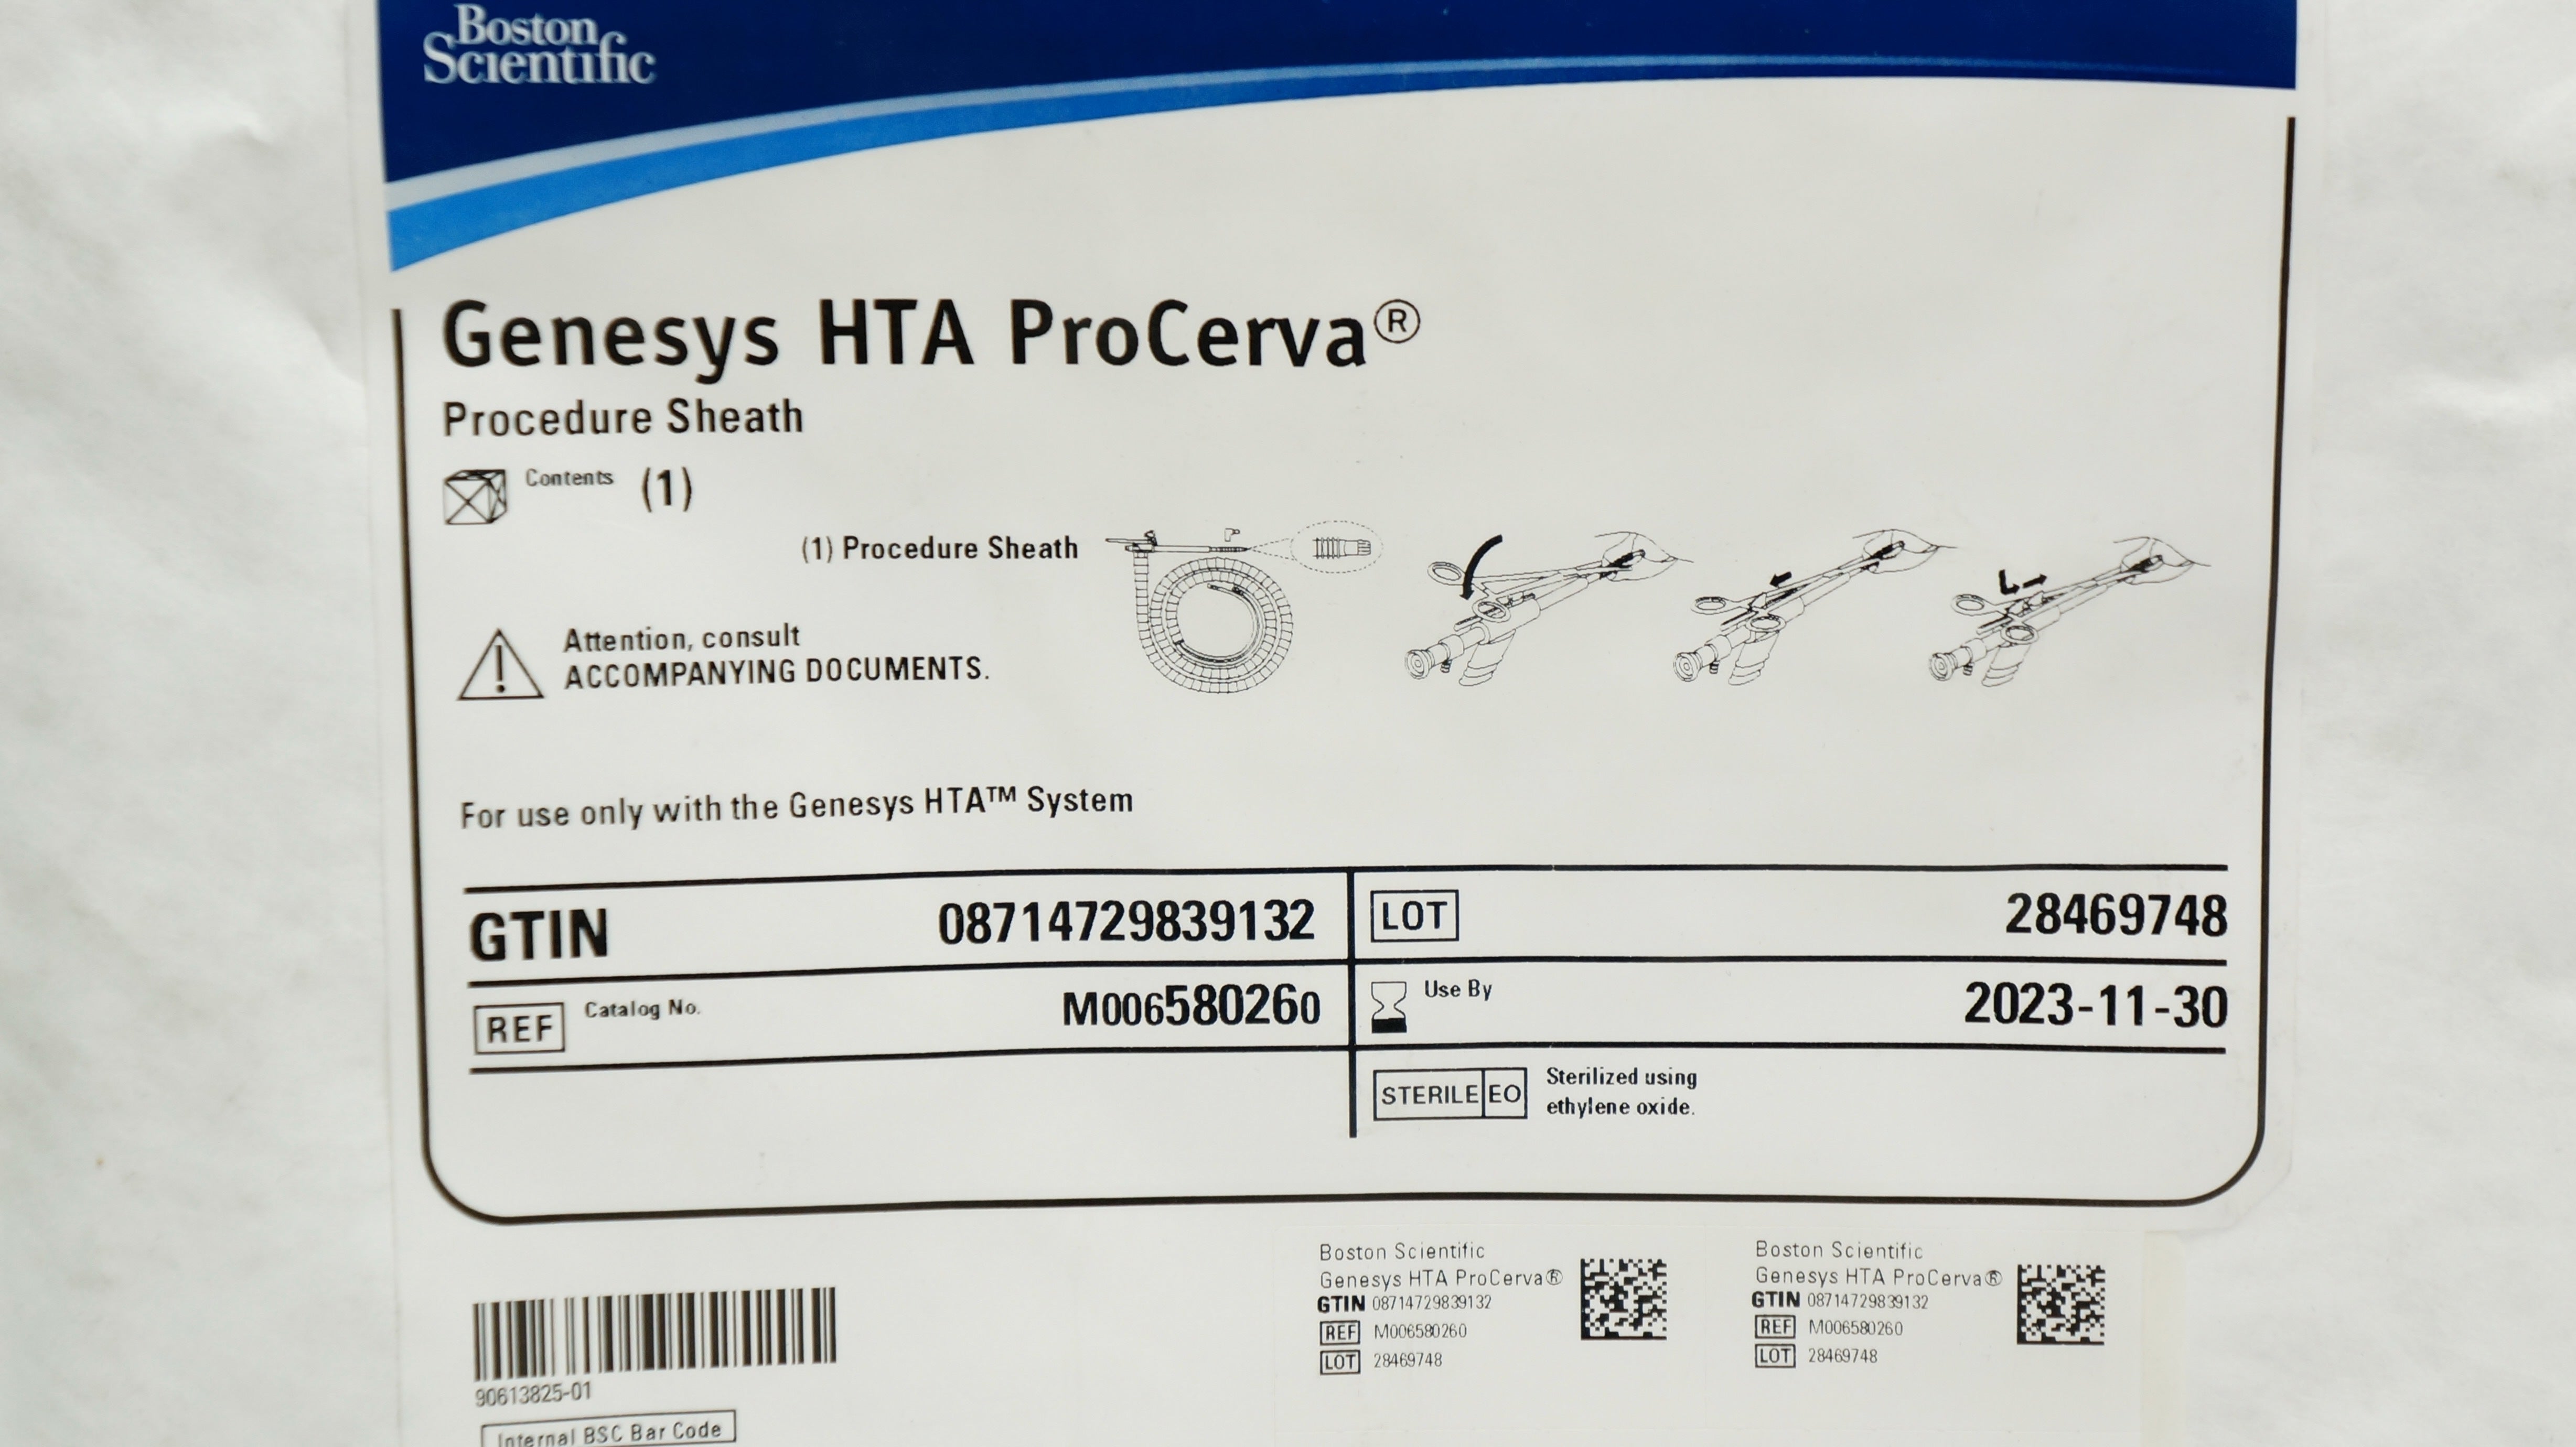 Boston
Scientific
Genesys HTA ProCerva®
Procedure Sheath
Contents (1)
(1) Procedure Sheath
Attention, consult
ACCOMPANYING DOCUMENTS.
For use only with the Genesys HTA™ System
GTIN 08714729839132
LOT 28469748
REF Catalog No. M006580260
Use By 2023-11-30
STERILE EO Sterilized using
ethylene oxide.
90613825-01
Internal BSC Bar Code
Boston Scientific
Genesys HTA ProCerva®
GTIN 08714729839132
REF M006580260
LOT 28469748
Boston Scientific
Genesys HTA ProCerva®
GTIN 08714729839132
REF M006580260
LOT 28469748